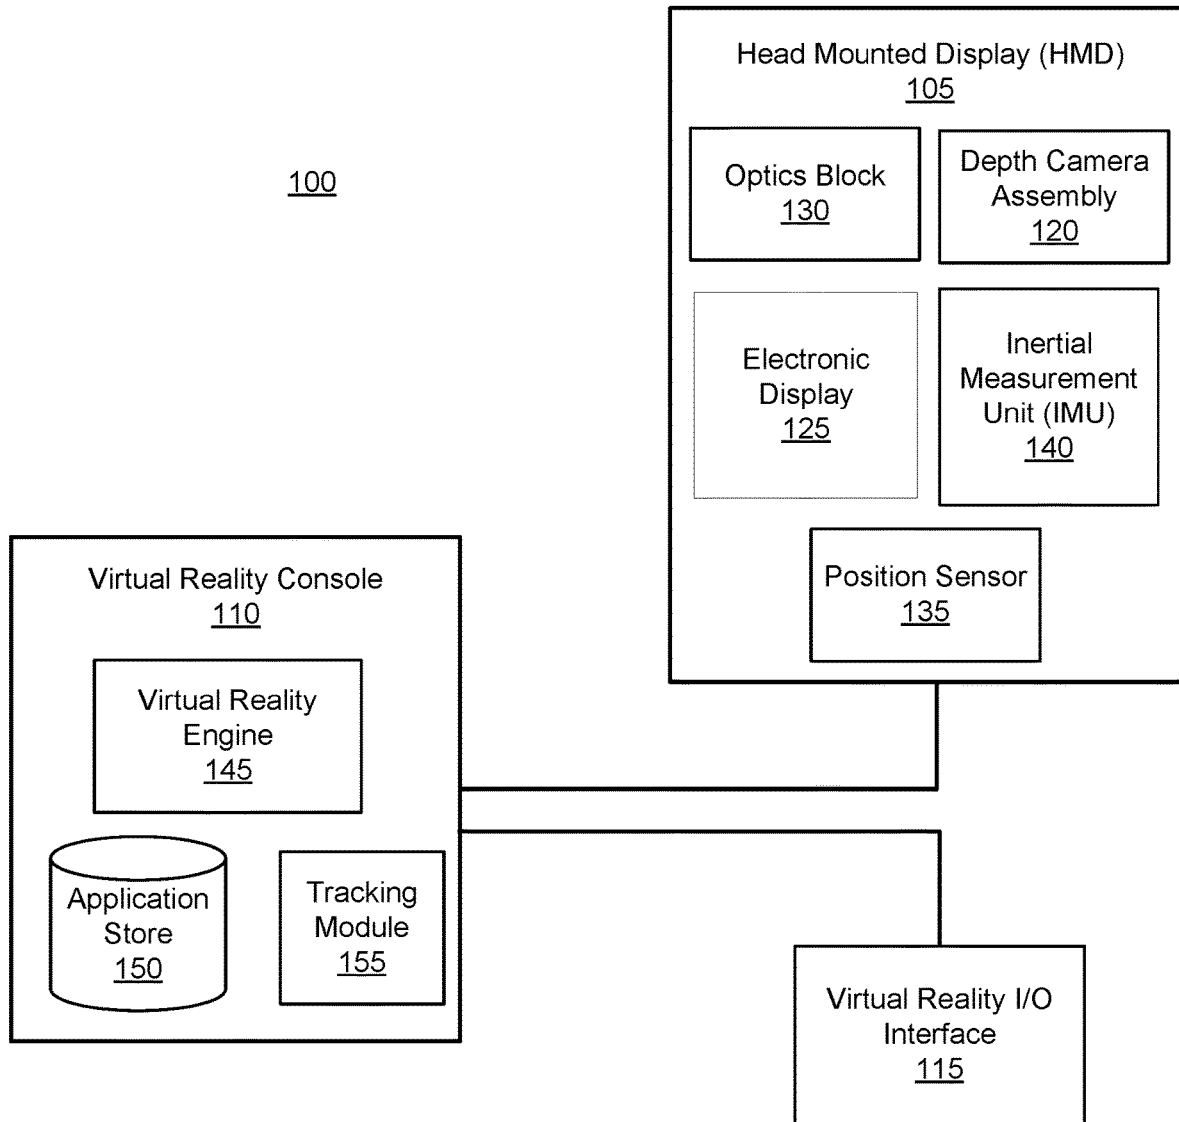 Head Mounted Display (HMD)
105
100
Optics Block
130
Depth Camera
Assembly
120
Electronic
Display
125
Inertial
Measurement
Unit (IMU)
140
Position Sensor
135
Virtual Reality Console
110
Virtual Reality
Engine
145
Application
Store
150
Tracking
Module
155
Virtual Reality I/O
Interface
115